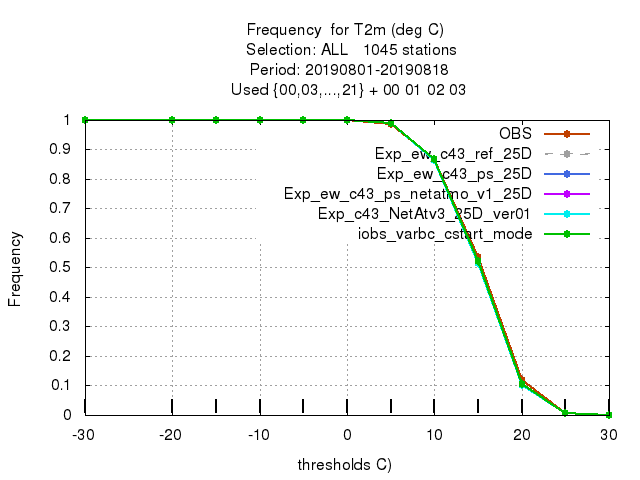 Frequency for T2m (deg C)
Selection: ALL 1045 stations
Period: 20190801-20190818
Used {00,03,...,21} + 00 01 02 03
OBS
Exp_ew_c43_ref_25D
Exp_ew_c43_ps_25D
Exp_ew_c43_ps_netatmo_v1_25D
Exp_c43_NetAtv3_25D_ver01
iobs_varbc_cstart_mode
Frequency
1
0.9
0.8
0.7
0.6
0.5
0.4
0.3
0.2
0.1
0
-30 -20 -10 0 10 20 30
thresholds C)